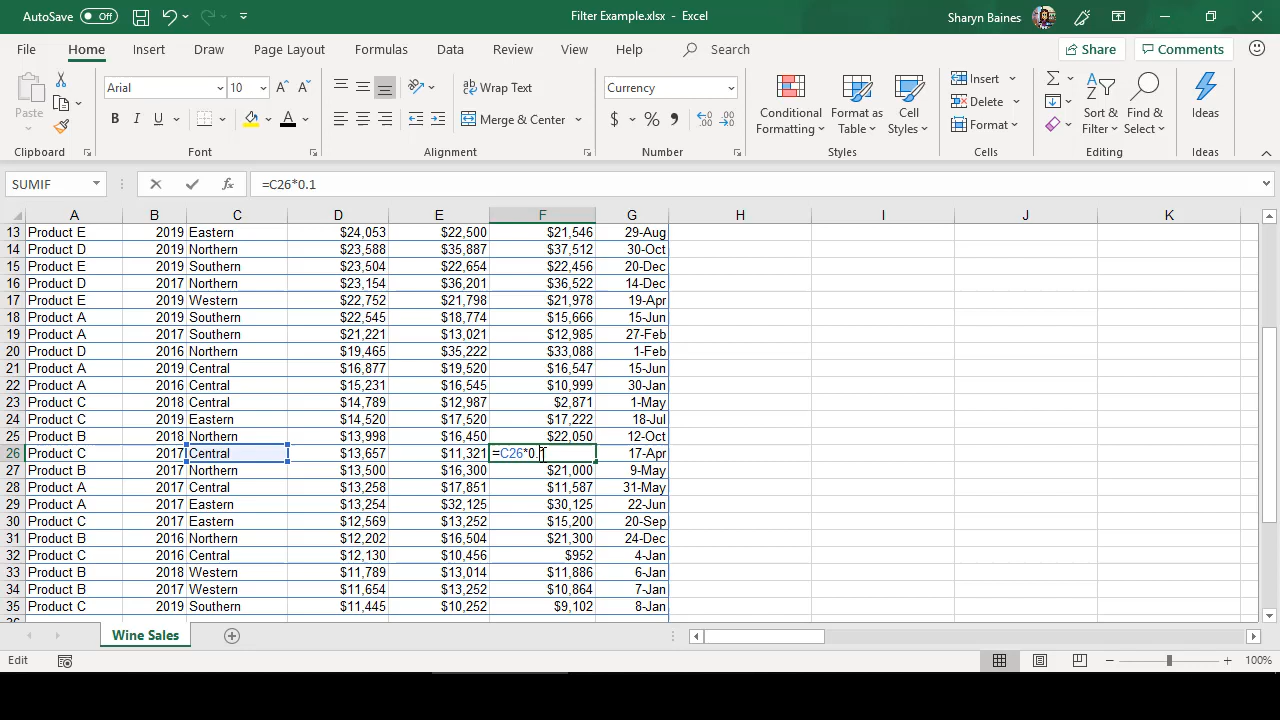 AutoSave Off Filter Example.xlsx - Excel Sharyn Baines
File Home Insert Draw Page Layout Formulas Data Review View Help Search Share Comments
Paste Arial 10 Wrap Text Currency Conditional Formatting Format as Table Cell Styles Insert Sort & Filter Find & Select Ideas
B I U Merge & Center $ % Delete
Format
Clipboard Font Alignment Number Styles Cells Editing Ideas
SUMIF fx =C26*0.1
A B C D E F G H I J K
13 Product E 2019 Eastern $24,053 $22,500 $21,546 29-Aug
14 Product D 2019 Northern $23,588 $35,887 $37,512 30-Oct
15 Product E 2019 Southern $23,504 $22,654 $22,456 20-Dec
16 Product D 2017 Northern $23,154 $36,201 $36,522 14-Dec
17 Product E 2019 Western $22,752 $21,798 $21,978 19-Apr
18 Product A 2019 Southern $22,545 $18,774 $15,666 15-Jun
19 Product A 2017 Southern $21,221 $13,021 $12,985 27-Feb
20 Product D 2016 Northern $19,465 $35,222 $33,088 1-Feb
21 Product A 2019 Central $16,877 $19,520 $16,547 15-Jun
22 Product A 2016 Central $15,231 $16,545 $10,999 30-Jan
23 Product C 2018 Central $14,789 $12,987 $2,871 1-May
24 Product C 2019 Eastern $14,520 $17,520 $17,222 18-Jul
25 Product B 2018 Northern $13,998 $16,450 $22,050 12-Oct
26 Product C 2017 Central $13,657 $11,321 =C26*0.1 17-Apr
27 Product B 2017 Northern $13,500 $16,300 $21,000 9-May
28 Product A 2017 Central $13,258 $17,851 $11,587 31-May
29 Product A 2017 Eastern $13,254 $32,125 $30,125 22-Jun
30 Product C 2017 Eastern $12,569 $13,252 $15,200 20-Sep
31 Product B 2016 Northern $12,202 $16,504 $21,300 24-Dec
32 Product C 2016 Central $12,130 $10,456 $952 4-Jan
33 Product B 2018 Western $11,789 $13,014 $11,886 6-Jan
34 Product B 2017 Western $11,654 $13,252 $10,864 7-Jan
35 Product C 2019 Southern $11,445 $10,252 $9,102 8-Jan
Wine Sales
Edit 100%